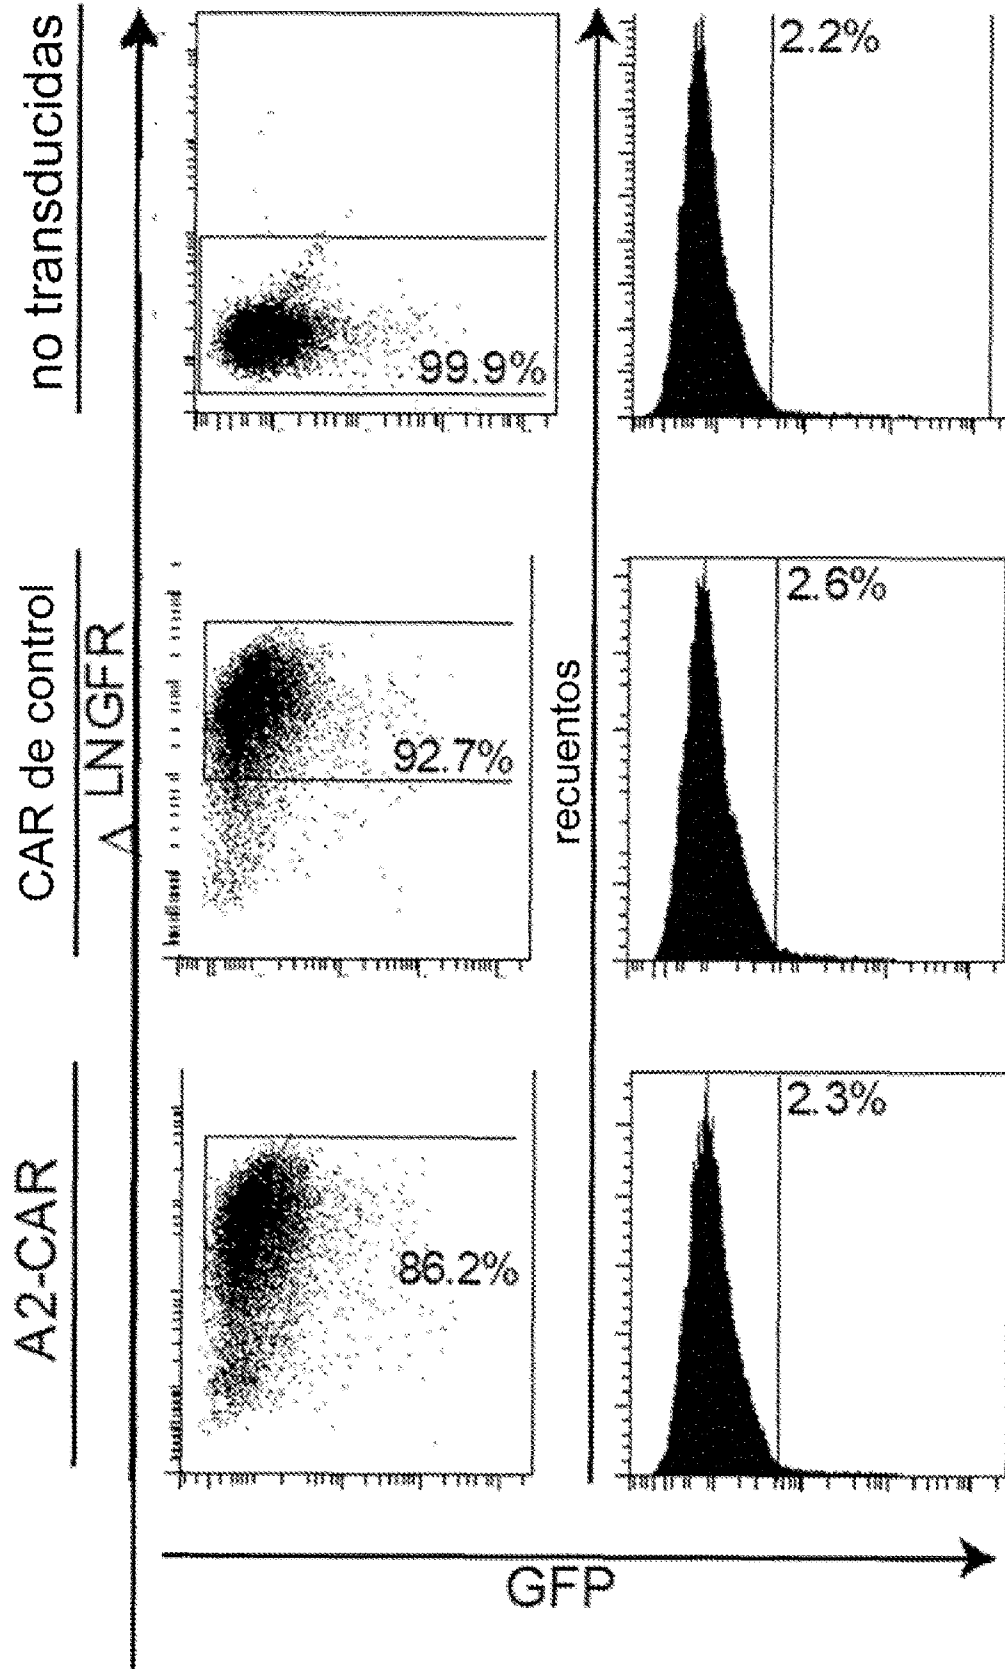 no transducidas
99.9%
2.2%
CAR de control
Δ LNGFR
92.7%
recuentos
2.6%
A2-CAR
86.2%
2.3%
GFP